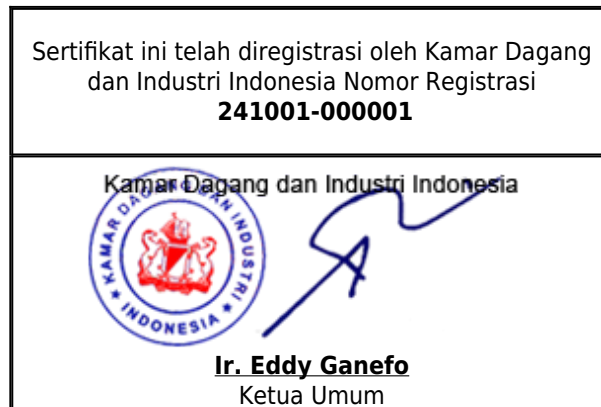 Sertifikat ini telah diregistrasi oleh Kamar Dagang
dan Industri Indonesia Nomor Registrasi
241001-000001
Kamar Dagang dan Industri Indonesia
KAMAR DAGANG DAN INDUSTRI
★ INDONESIA ★
Ir. Eddy Ganefo
Ketua Umum